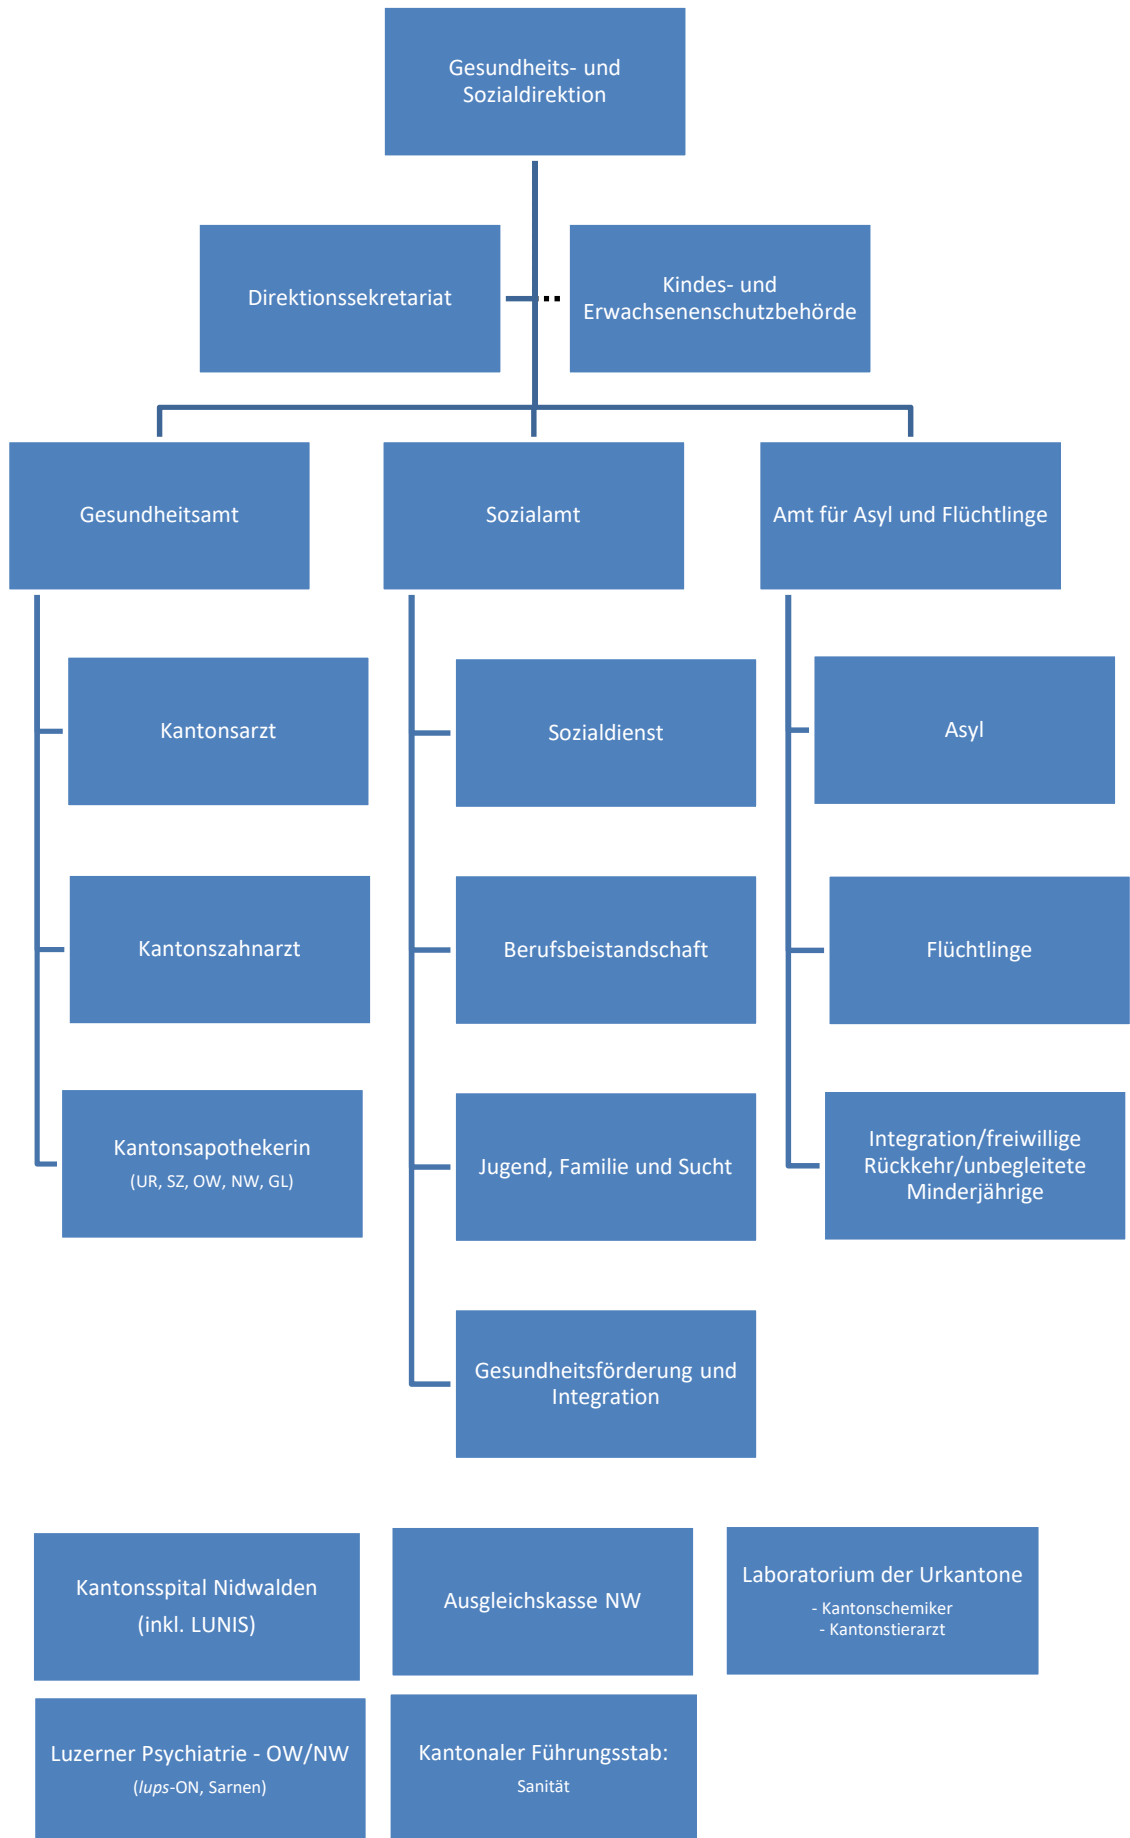 Gesundheits- und
Sozialdirektion
Direktionssekretariat
Kindes- und
Erwachsenenschutzbehörde
Gesundheitsamt
Sozialamt
Amt für Asyl und Flüchtlinge
Kantonsarzt
Sozialdienst
Asyl
Kantonszahnarzt
Berufsbeistandschaft
Flüchtlinge
Kantonsapothekerin
(UR, SZ, OW, NW, GL)
Jugend, Familie und Sucht
Integration/freiwillige
Rückkehr/unbegleitete
Minderjährige
Gesundheitsförderung und
Integration
Kantonsspital Nidwalden
(inkl. LUNIS)
Ausgleichskasse NW
Laboratorium der Urkantone
- Kantonschemiker
- Kantonstierarzt
Luzerner Psychiatrie - OW/NW
(lups-ON, Sarnen)
Kantonaler Führungsstab:
Sanität